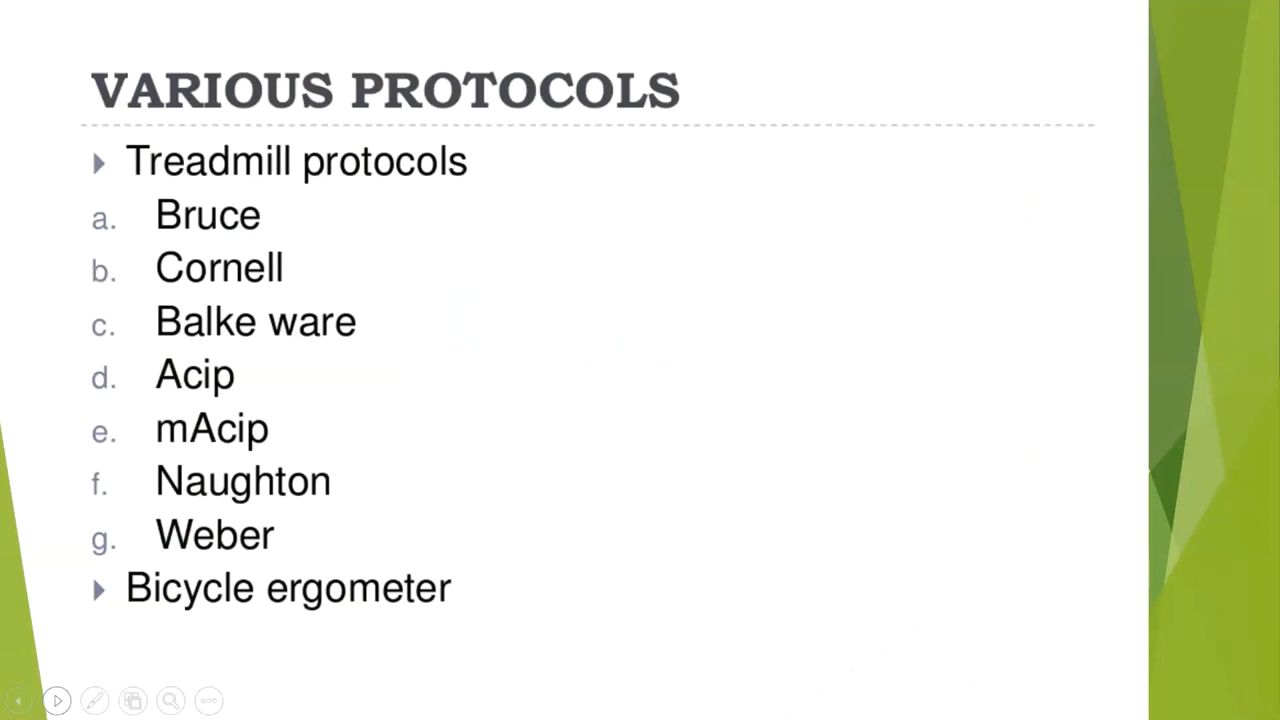 VARIOUS PROTOCOLS
Treadmill protocols
a. Bruce
b. Cornell
c. Balke ware
d. Acip
e. mAcip
f. Naughton
g. Weber
Bicycle ergometer